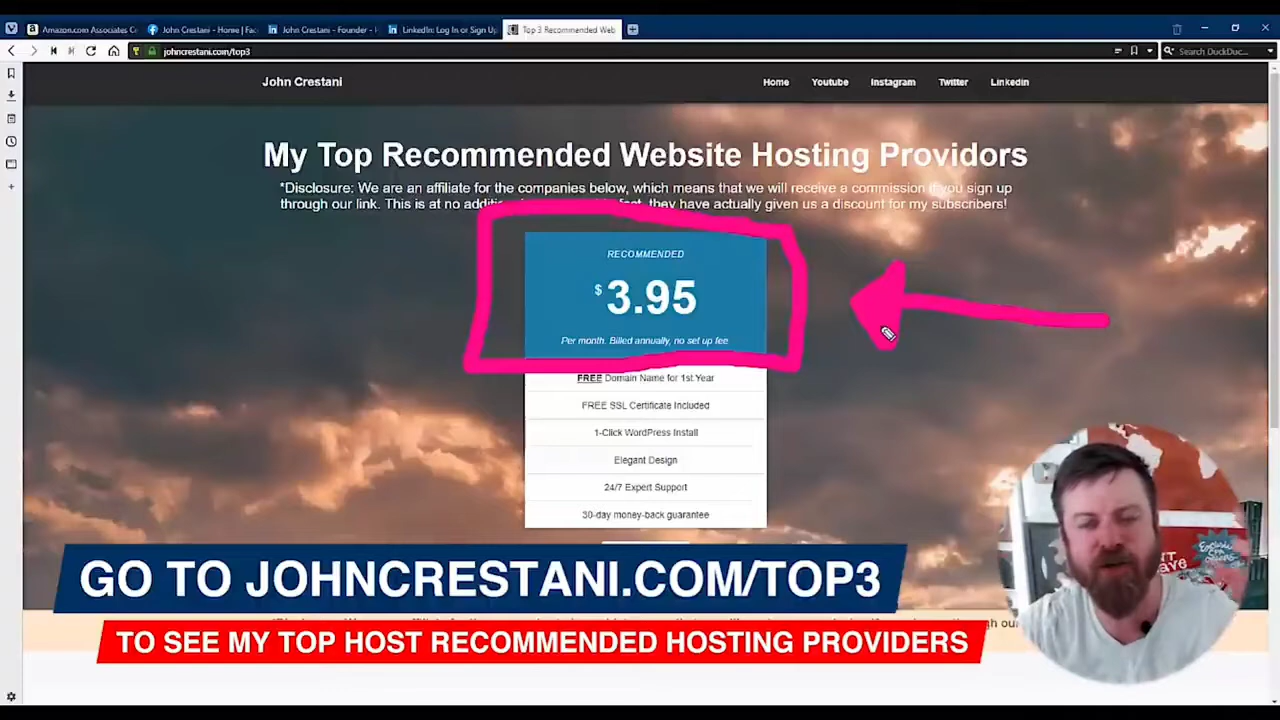 Amazon.com Associates C
John Crestani - Home | Fac
John Crestani - Founder -
LinkedIn: Log In or Sign Up
Top 3 Recommended Web
johncrestani.com/top3
Search DuckDuc...
John Crestani
Home
Youtube
Instagram
Twitter
Linkedin
My Top Recommended Website Hosting Providors
*Disclosure: We are an affiliate for the companies below, which means that we will receive a commission if you sign up
through our link. This is at no they have actually given us a discount for my subscribers!
RECOMMENDED
$3.95
Per month. Billed annually, no set up fee
FREE Domain Name for 1st Year
FREE SSL Certificate Included
1-Click WordPress Install
Elegant Design
24/7 Expert Support
30-day money-back guarantee
GO TO JOHNCRESTANI.COM/TOP3
TO SEE MY TOP HOST RECOMMENDED HOSTING PROVIDERS